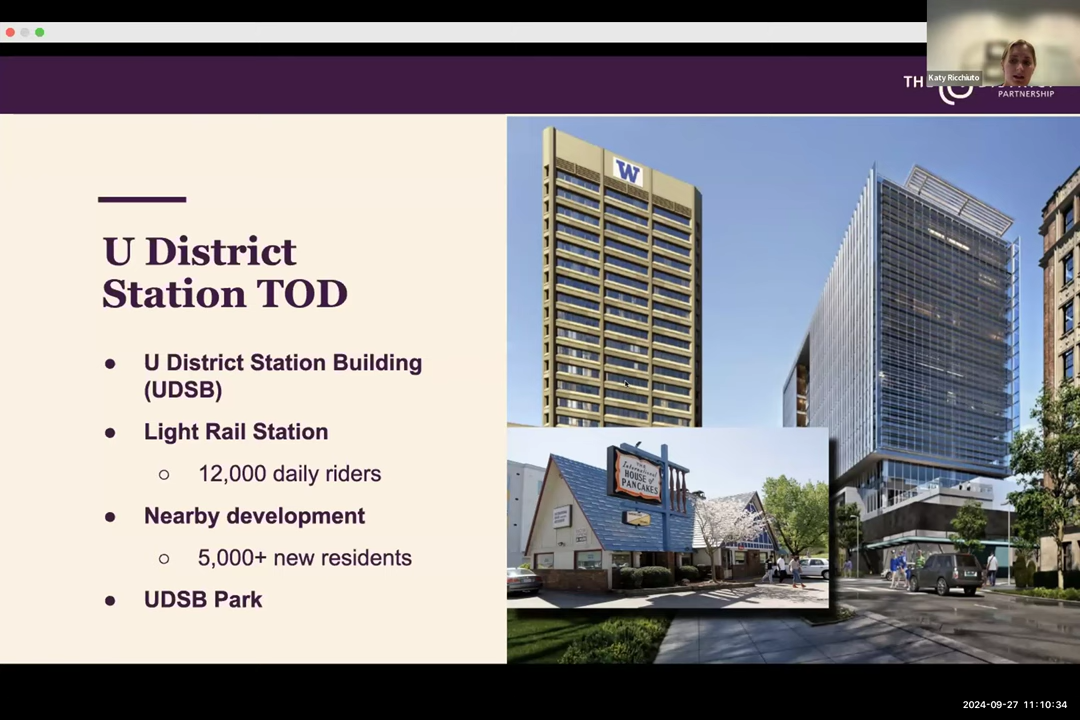 THE
Katy Ricchiuto
PARTNERSHIP
U District
Station TOD
● U District Station Building
(UDSB)
● Light Rail Station
○ 12,000 daily riders
● Nearby development
○ 5,000+ new residents
● UDSB Park
W
International
HOUSE of
PANCAKES
2024-09-27 11:10:34